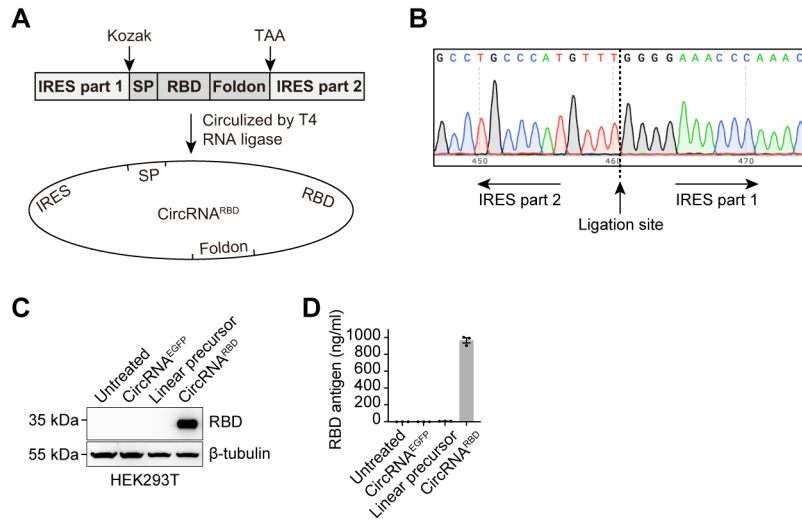 A
Kozak
TAA
IRES part 1 SP RBD Foldon IRES part 2
Circulized by T4
RNA ligase
SP
IRES
RBD
CircRNA^RBD
Foldon
B
G C C T G C C C A T G T T T G G G G A A A C C C A A A C
450 460 470
IRES part 2
IRES part 1
Ligation site
C
Untreated
CircRNA^EGFP
Linear precursor
CircRNA^RBD
35 kDa
RBD
55 kDa
β-tubulin
HEK293T
D
RBD antigen (ng/ml)
1000
800
600
400
200
0
Untreated
CircRNA^EGFP
Linear precursor
CircRNA^RBD